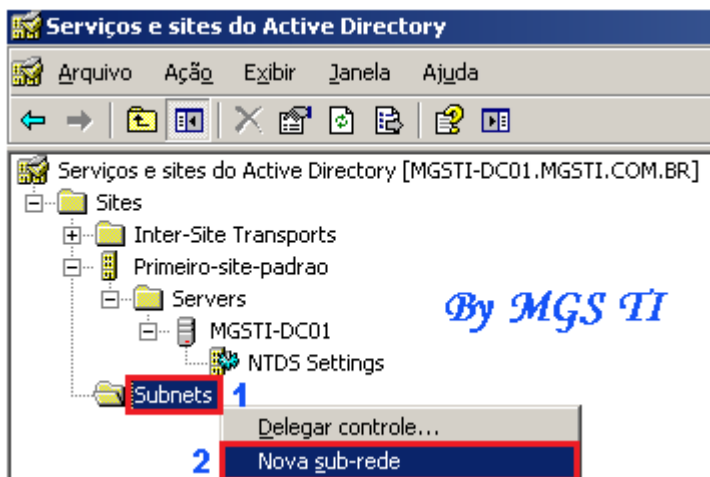 Serviços e sites do Active Directory
Arquivo Ação Exibir Janela Ajuda
Serviços e sites do Active Directory [MGSTI-DC01.MGSTI.COM.BR]
Sites
Inter-Site Transports
Primeiro-site-padrao
Servers
By MGS TI
MGSTI-DC01
NTDS Settings
Subnets 1
Delegar controle...
2 Nova sub-rede